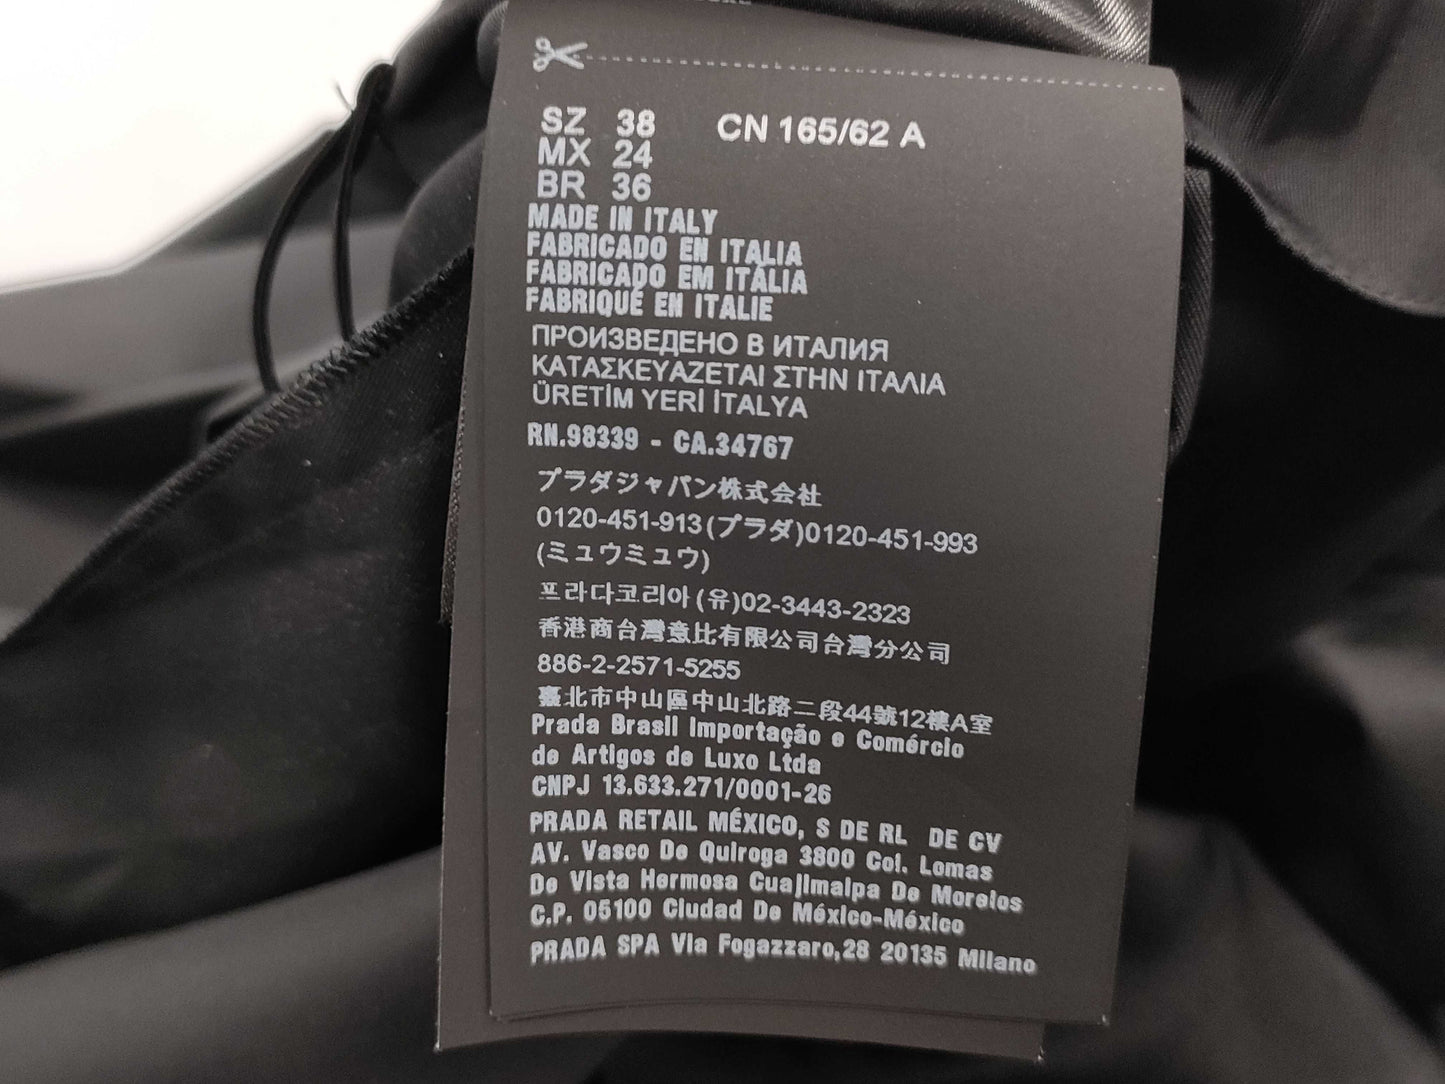 SZ 38 CN 165/62 A
MX 24
BR 36
MADE IN ITALY
FABRICADO EN ITALIA
FABRICADO EM ITÁLIA
FABRIQUÉ EN ITALIE
ПРОИЗВЕДЕНО В ИТАЛИЯ
ΚΑΤΑΣΚΕΥΑΖΕΤΑΙ ΣΤΗΝ ΙΤΑΛΙΑ
ÜRETİM YERİ İTALYA
RN.98339 - CA.34767
プラダジャパン株式会社
0120-451-913(プラダ)0120-451-993
(ミュウミュウ)
프라다코리아(유)02-3443-2323
香港商台灣意比有限公司台灣分公司
886-2-2571-5255
臺北市中山區中山北路二段44號12樓A室
Prada Brasil Importação e Comércio
de Artigos de Luxo Ltda
CNPJ 13.633.271/0001-26
PRADA RETAIL MÉXICO, S DE RL DE CV
AV. Vasco De Quiroga 3800 Col. Lomas
De Vista Hermosa Cuajimalpa De Morelos
C.P. 05100 Ciudad De México-México
PRADA SPA Via Fogazzaro,28 20135 Milano